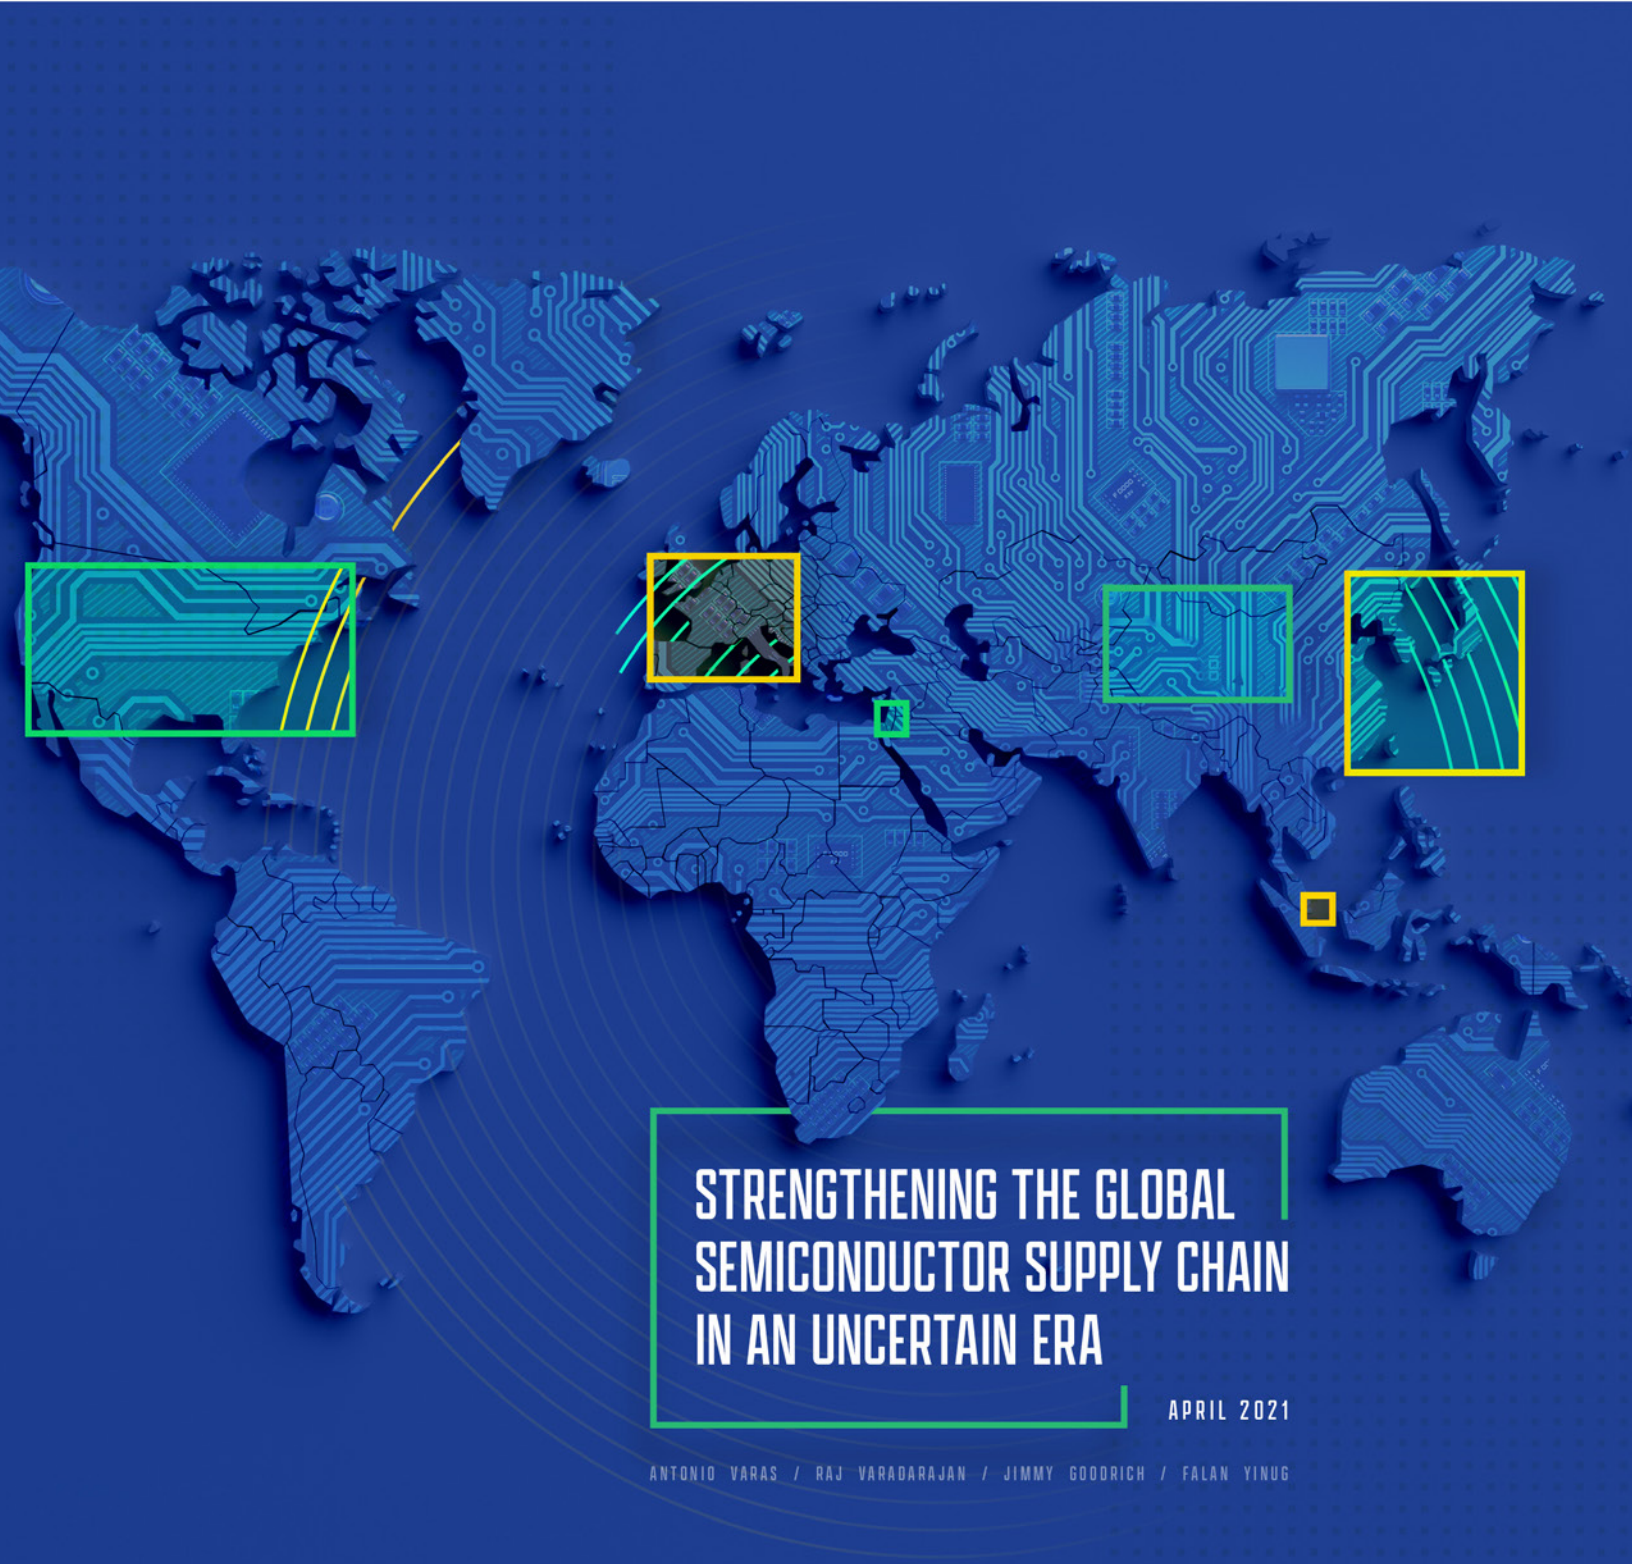 STRENGTHENING THE GLOBAL
SEMICONDUCTOR SUPPLY CHAIN
IN AN UNCERTAIN ERA
APRIL 2021
ANTONIO VARAS / RAJ VARADARAJAN / JIMMY GOODRICH / FALAN YINUG